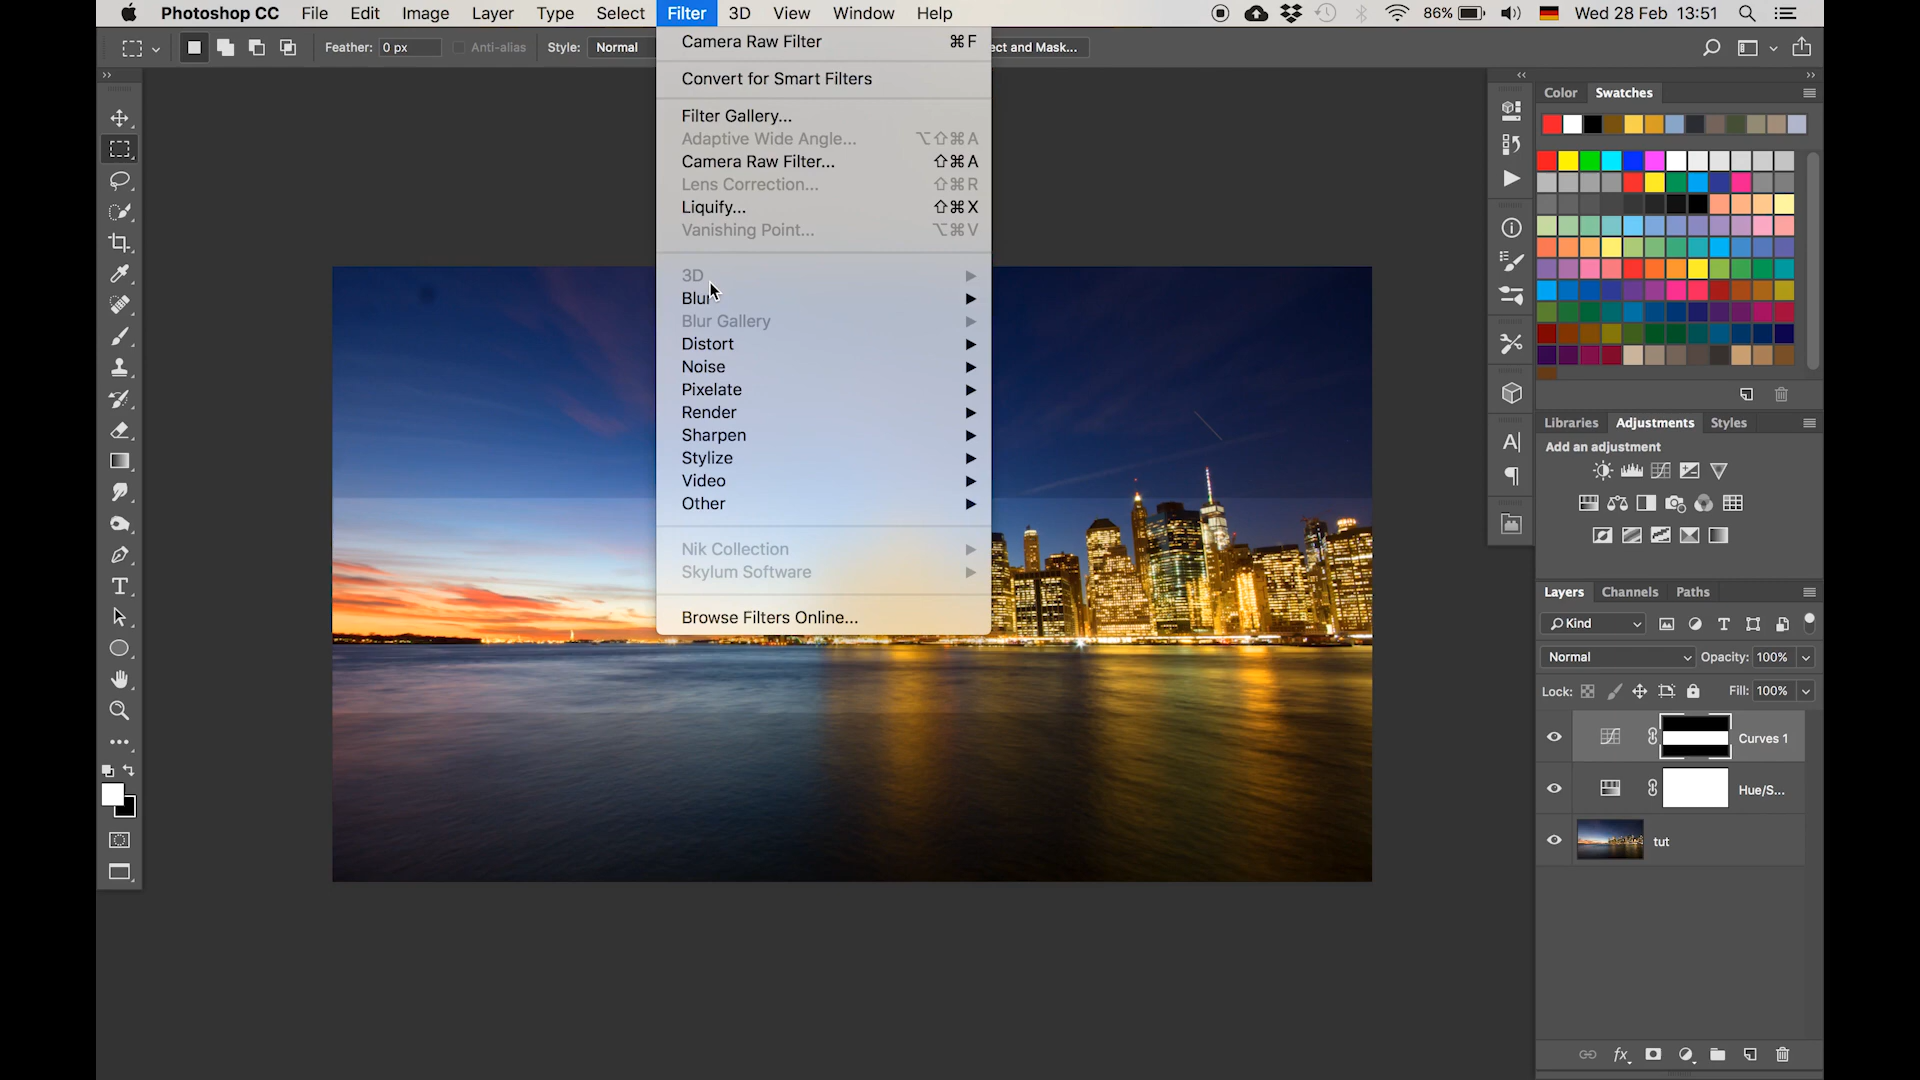 Photoshop CC File Edit Image Layer Type Select Filter 3D View Window Help 86% Wed 28 Feb 13:51
Feather: 0 px Anti-alias Style: Normal ect and Mask...
Camera Raw Filter ⌘F
Convert for Smart Filters
Filter Gallery...
Adaptive Wide Angle... ⌥⇧⌘A
Camera Raw Filter... ⇧⌘A
Lens Correction... ⇧⌘R
Liquify... ⇧⌘X
Vanishing Point... ⌥⌘V
3D
Blur
Blur Gallery
Distort
Noise
Pixelate
Render
Sharpen
Stylize
Video
Other
Nik Collection
Skylum Software
Browse Filters Online...
Color Swatches
Libraries Adjustments Styles
Add an adjustment
Layers Channels Paths
Kind
Normal Opacity: 100%
Lock: Fill: 100%
Curves 1
Hue/S...
tut